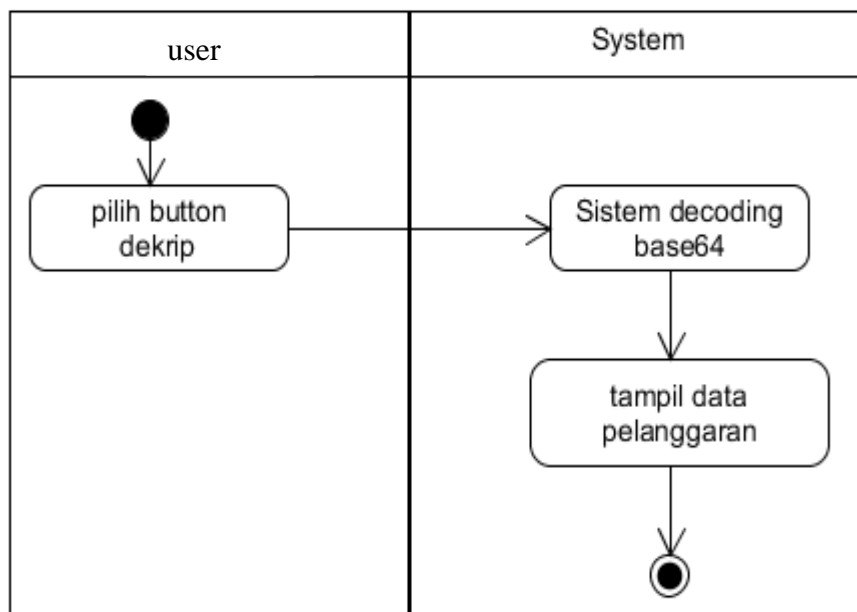 user
System
pilih button
dekrip
Sistem decoding
base64
tampil data
pelanggaran